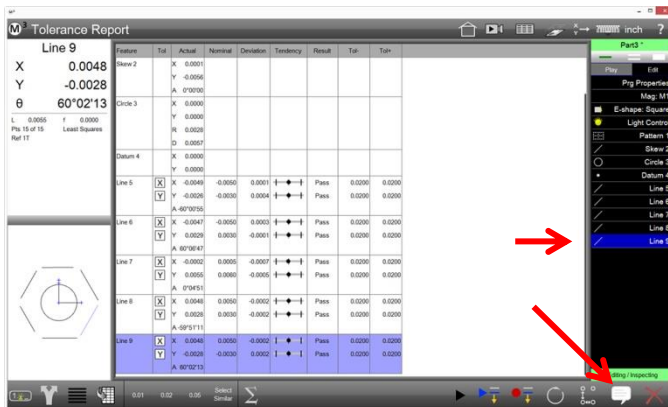 M³
M³ Tolerance Report
inch ?
Line 9
X 0.0048
Y -0.0028
θ 60°02'13
L 0.0055 f 0.0000
Pts 15 of 15 Least Squares
Ref 1T
Feature Tol Actual Nominal Deviation Tendency Result Tol- Tol+
Skew 2 X 0.0001
Y -0.0056
A 0°00'00
Circle 3 X 0.0000
Y 0.0000
R 0.0028
D 0.0057
Datum 4 X 0.0000
Y 0.0000
Line 5 X X -0.0049 -0.0050 0.0001 Pass 0.0200 0.0200
Y Y -0.0026 -0.0030 0.0004 Pass 0.0200 0.0200
A -60°00'55
Line 6 X X -0.0047 -0.0050 0.0003 Pass 0.0200 0.0200
Y Y 0.0029 0.0030 -0.0001 Pass 0.0200 0.0200
A 60°06'47
Line 7 X X -0.0002 0.0005 -0.0007 Pass 0.0200 0.0200
Y Y 0.0055 0.0060 -0.0005 Pass 0.0200 0.0200
A 0°04'51
Line 8 X X 0.0048 0.0050 -0.0002 Pass 0.0200 0.0200
Y Y 0.0028 0.0030 -0.0002 Pass 0.0200 0.0200
A -59°51'11
Line 9 X X 0.0048 0.0050 -0.0002 Pass 0.0200 0.0200
Y Y -0.0028 -0.0030 0.0002 Pass 0.0200 0.0200
A 60°02'13
Part3 *
Play Edit
Prg Properties
Mag: M1
E-shape: Square
Light Control
Pattern 1
Skew 2
Circle 3
Datum 4
Line 5
Line 6
Line 7
Line 8
Line 9
Editing / Inspecting
0.01 0.02 0.05 Select Similar Σ